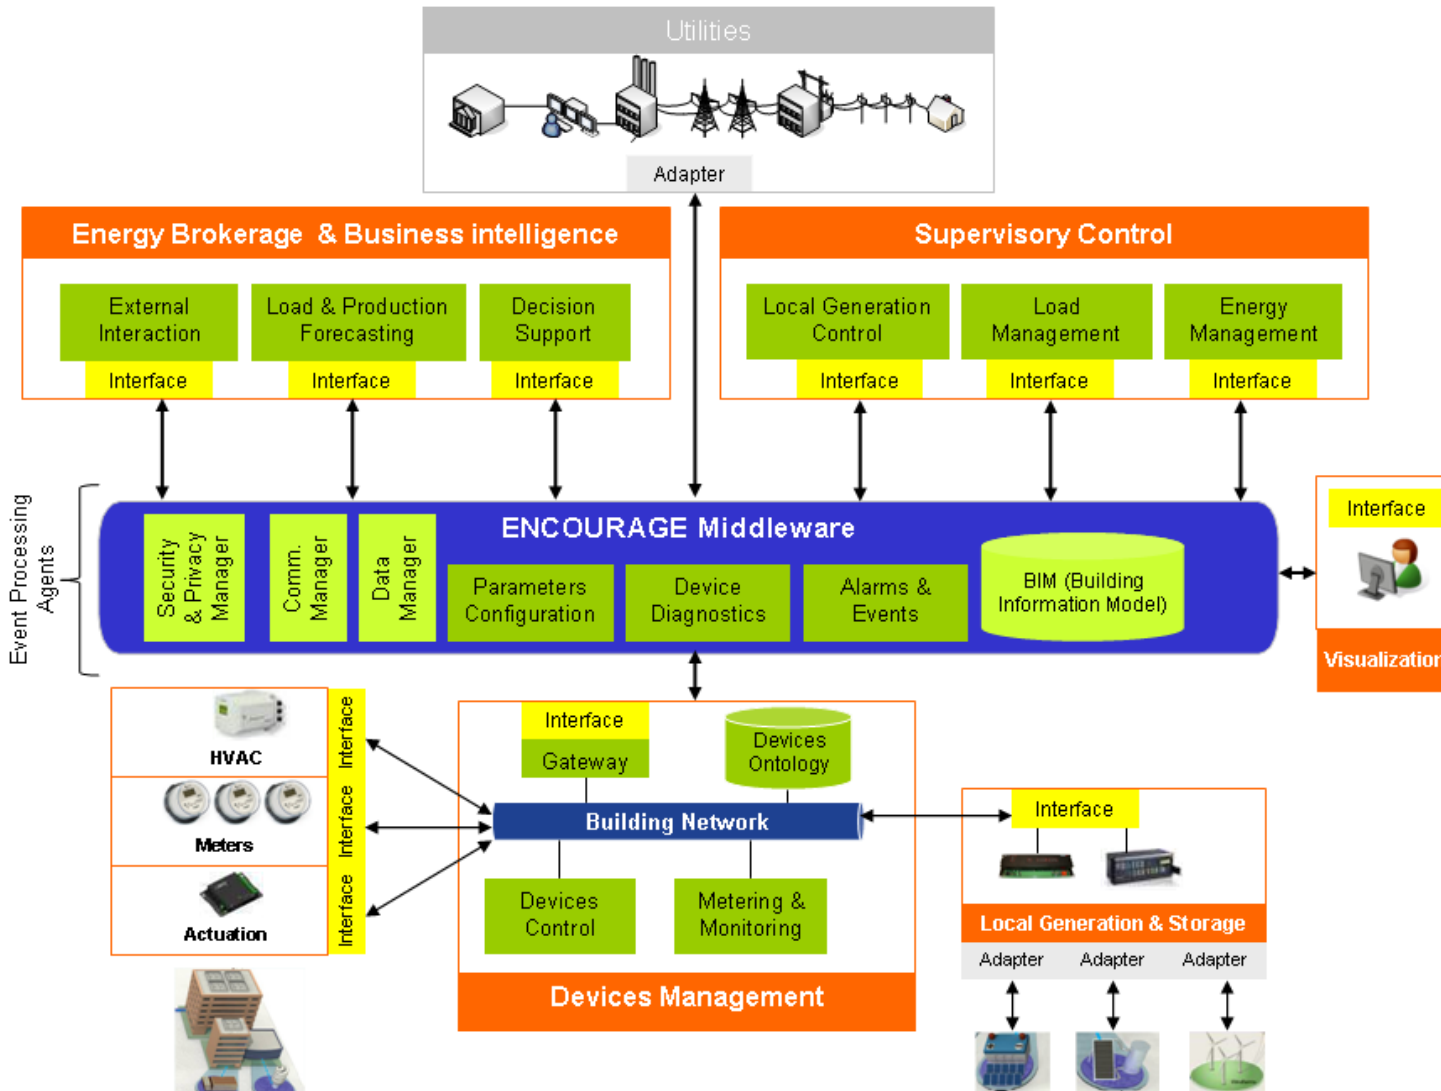 Utilities
Adapter
Energy Brokerage & Business intelligence
External
Interaction
Interface
Load & Production
Forecasting
Interface
Decision
Support
Interface
Supervisory Control
Local Generation
Control
Interface
Load
Management
Interface
Energy
Management
Interface
Event Processing
Agents
ENCOURAGE Middleware
Security
& Privacy
Manager
Comm.
Manager
Data
Manager
Parameters
Configuration
Device
Diagnostics
Alarms &
Events
BIM (Building
Information Model)
Interface
Visualization
HVAC
Interface
Meters
Interface
Actuation
Interface
Interface
Gateway
Devices
Ontology
Building Network
Devices
Control
Metering &
Monitoring
Devices Management
Interface
Local Generation & Storage
Adapter
Adapter
Adapter